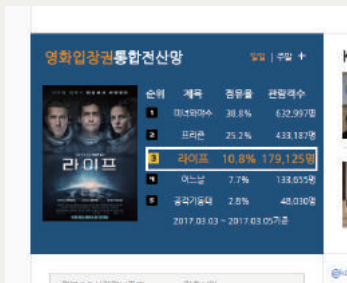 영화입장권통합전산망
일일 | 주말 +
순위 제목 점유율 관람객수
1 미녀와야수 38.8% 632,997명
2 프리즌 25.2% 433,187명
3 라이프 10.8% 179,125명
4 어느날 7.7% 133,655명
5 공각기동대 2.8% 48,030명
라이프
2017.03.03 ~ 2017.03.05기준